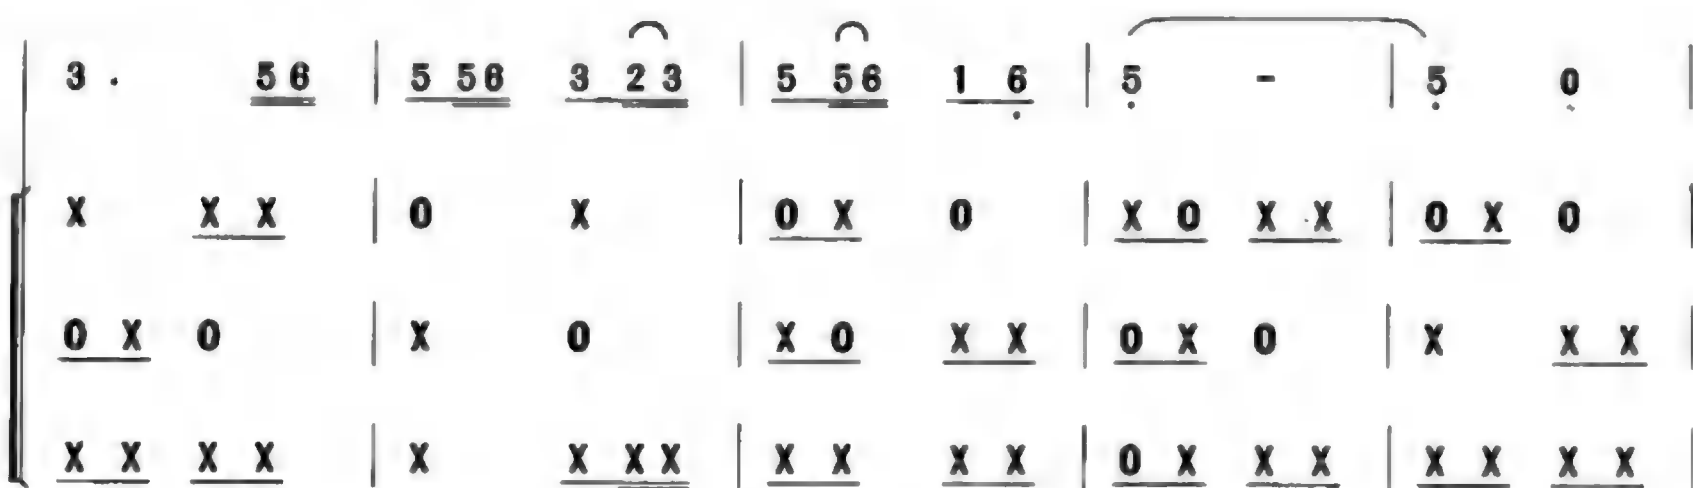 3 . 5 6 | 5 5 6 3 2 3 | 5 5 6 1 6 | 5 - | 5 0 |
X X X | 0 X | 0 X 0 | X 0 X X | 0 X 0 |
0 X 0 | X 0 | X 0 X X | 0 X 0 | X X X |
X X X X | X X X X | X X X X | 0 X X X | X X X X |